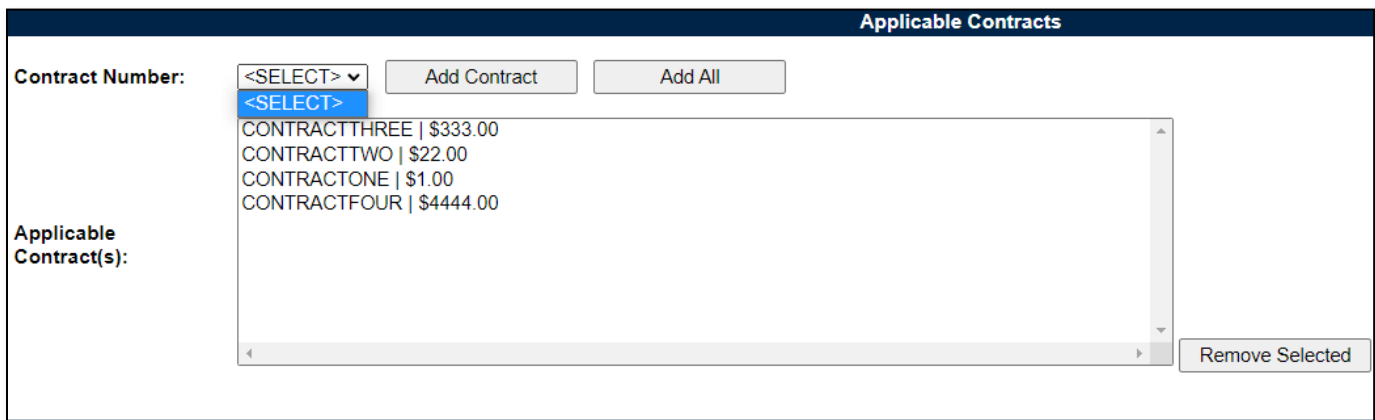 Applicable Contracts
Contract Number: <SELECT> Add Contract Add All
<SELECT>
CONTRACTTHREE | $333.00
CONTRACTTWO | $22.00
CONTRACTONE | $1.00
CONTRACTFOUR | $4444.00
Applicable
Contract(s):
Remove Selected